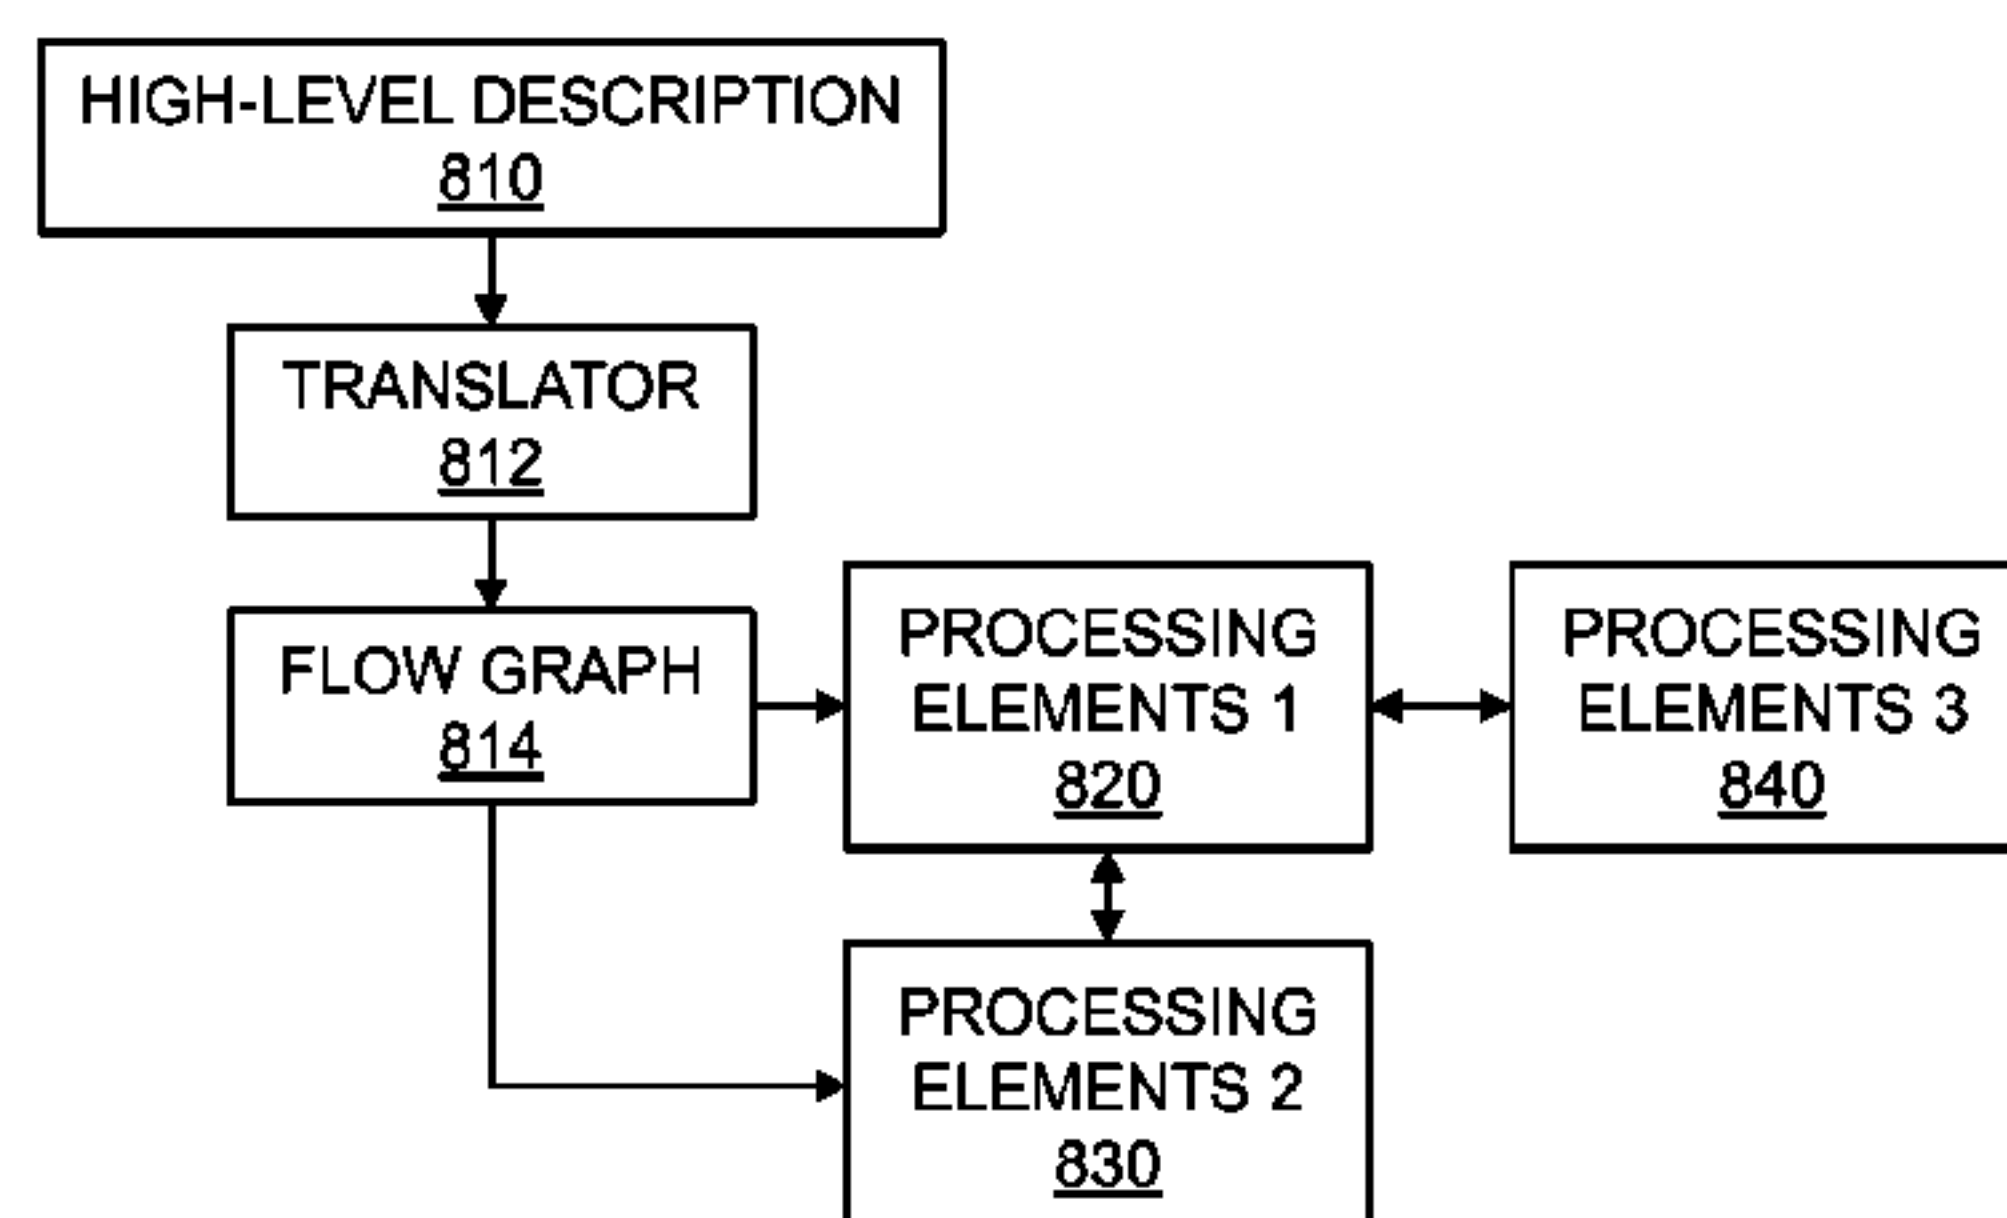 HIGH-LEVEL DESCRIPTION
810
TRANSLATOR
812
FLOW GRAPH
814
PROCESSING
ELEMENTS 1
820
PROCESSING
ELEMENTS 3
840
PROCESSING
ELEMENTS 2
830